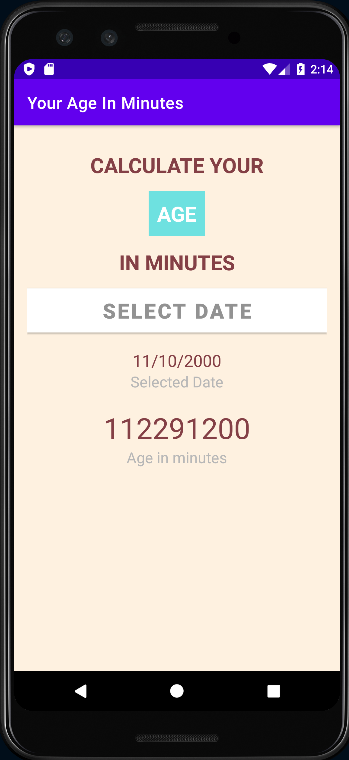 2:14
Your Age In Minutes
CALCULATE YOUR
AGE
IN MINUTES
SELECT DATE
11/10/2000
Selected Date
112291200
Age in minutes